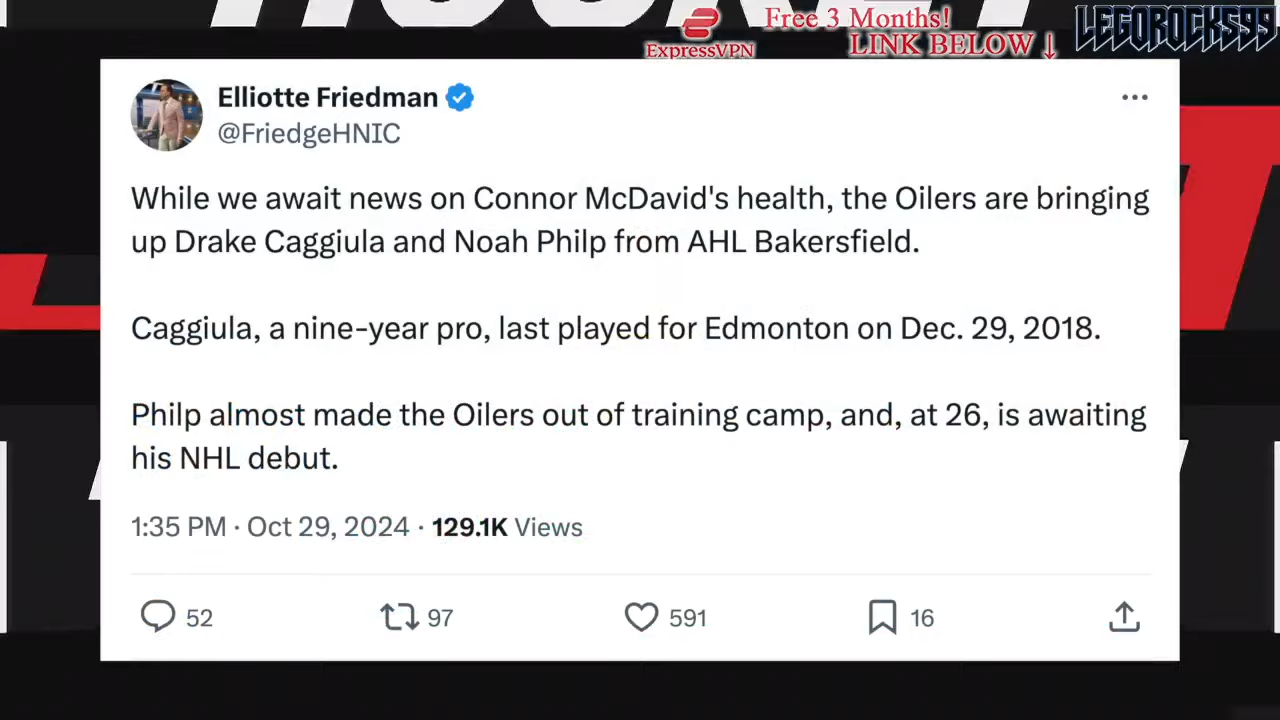 HOCKEY
Free 3 Months!
ExpressVPN
LINK BELOW ↓
LEGOROCKS99
Elliotte Friedman
@FriedgeHNIC
While we await news on Connor McDavid's health, the Oilers are bringing
up Drake Caggiula and Noah Philp from AHL Bakersfield.
Caggiula, a nine-year pro, last played for Edmonton on Dec. 29, 2018.
Philp almost made the Oilers out of training camp, and, at 26, is awaiting
his NHL debut.
1:35 PM · Oct 29, 2024 · 129.1K Views
52 97 591 16